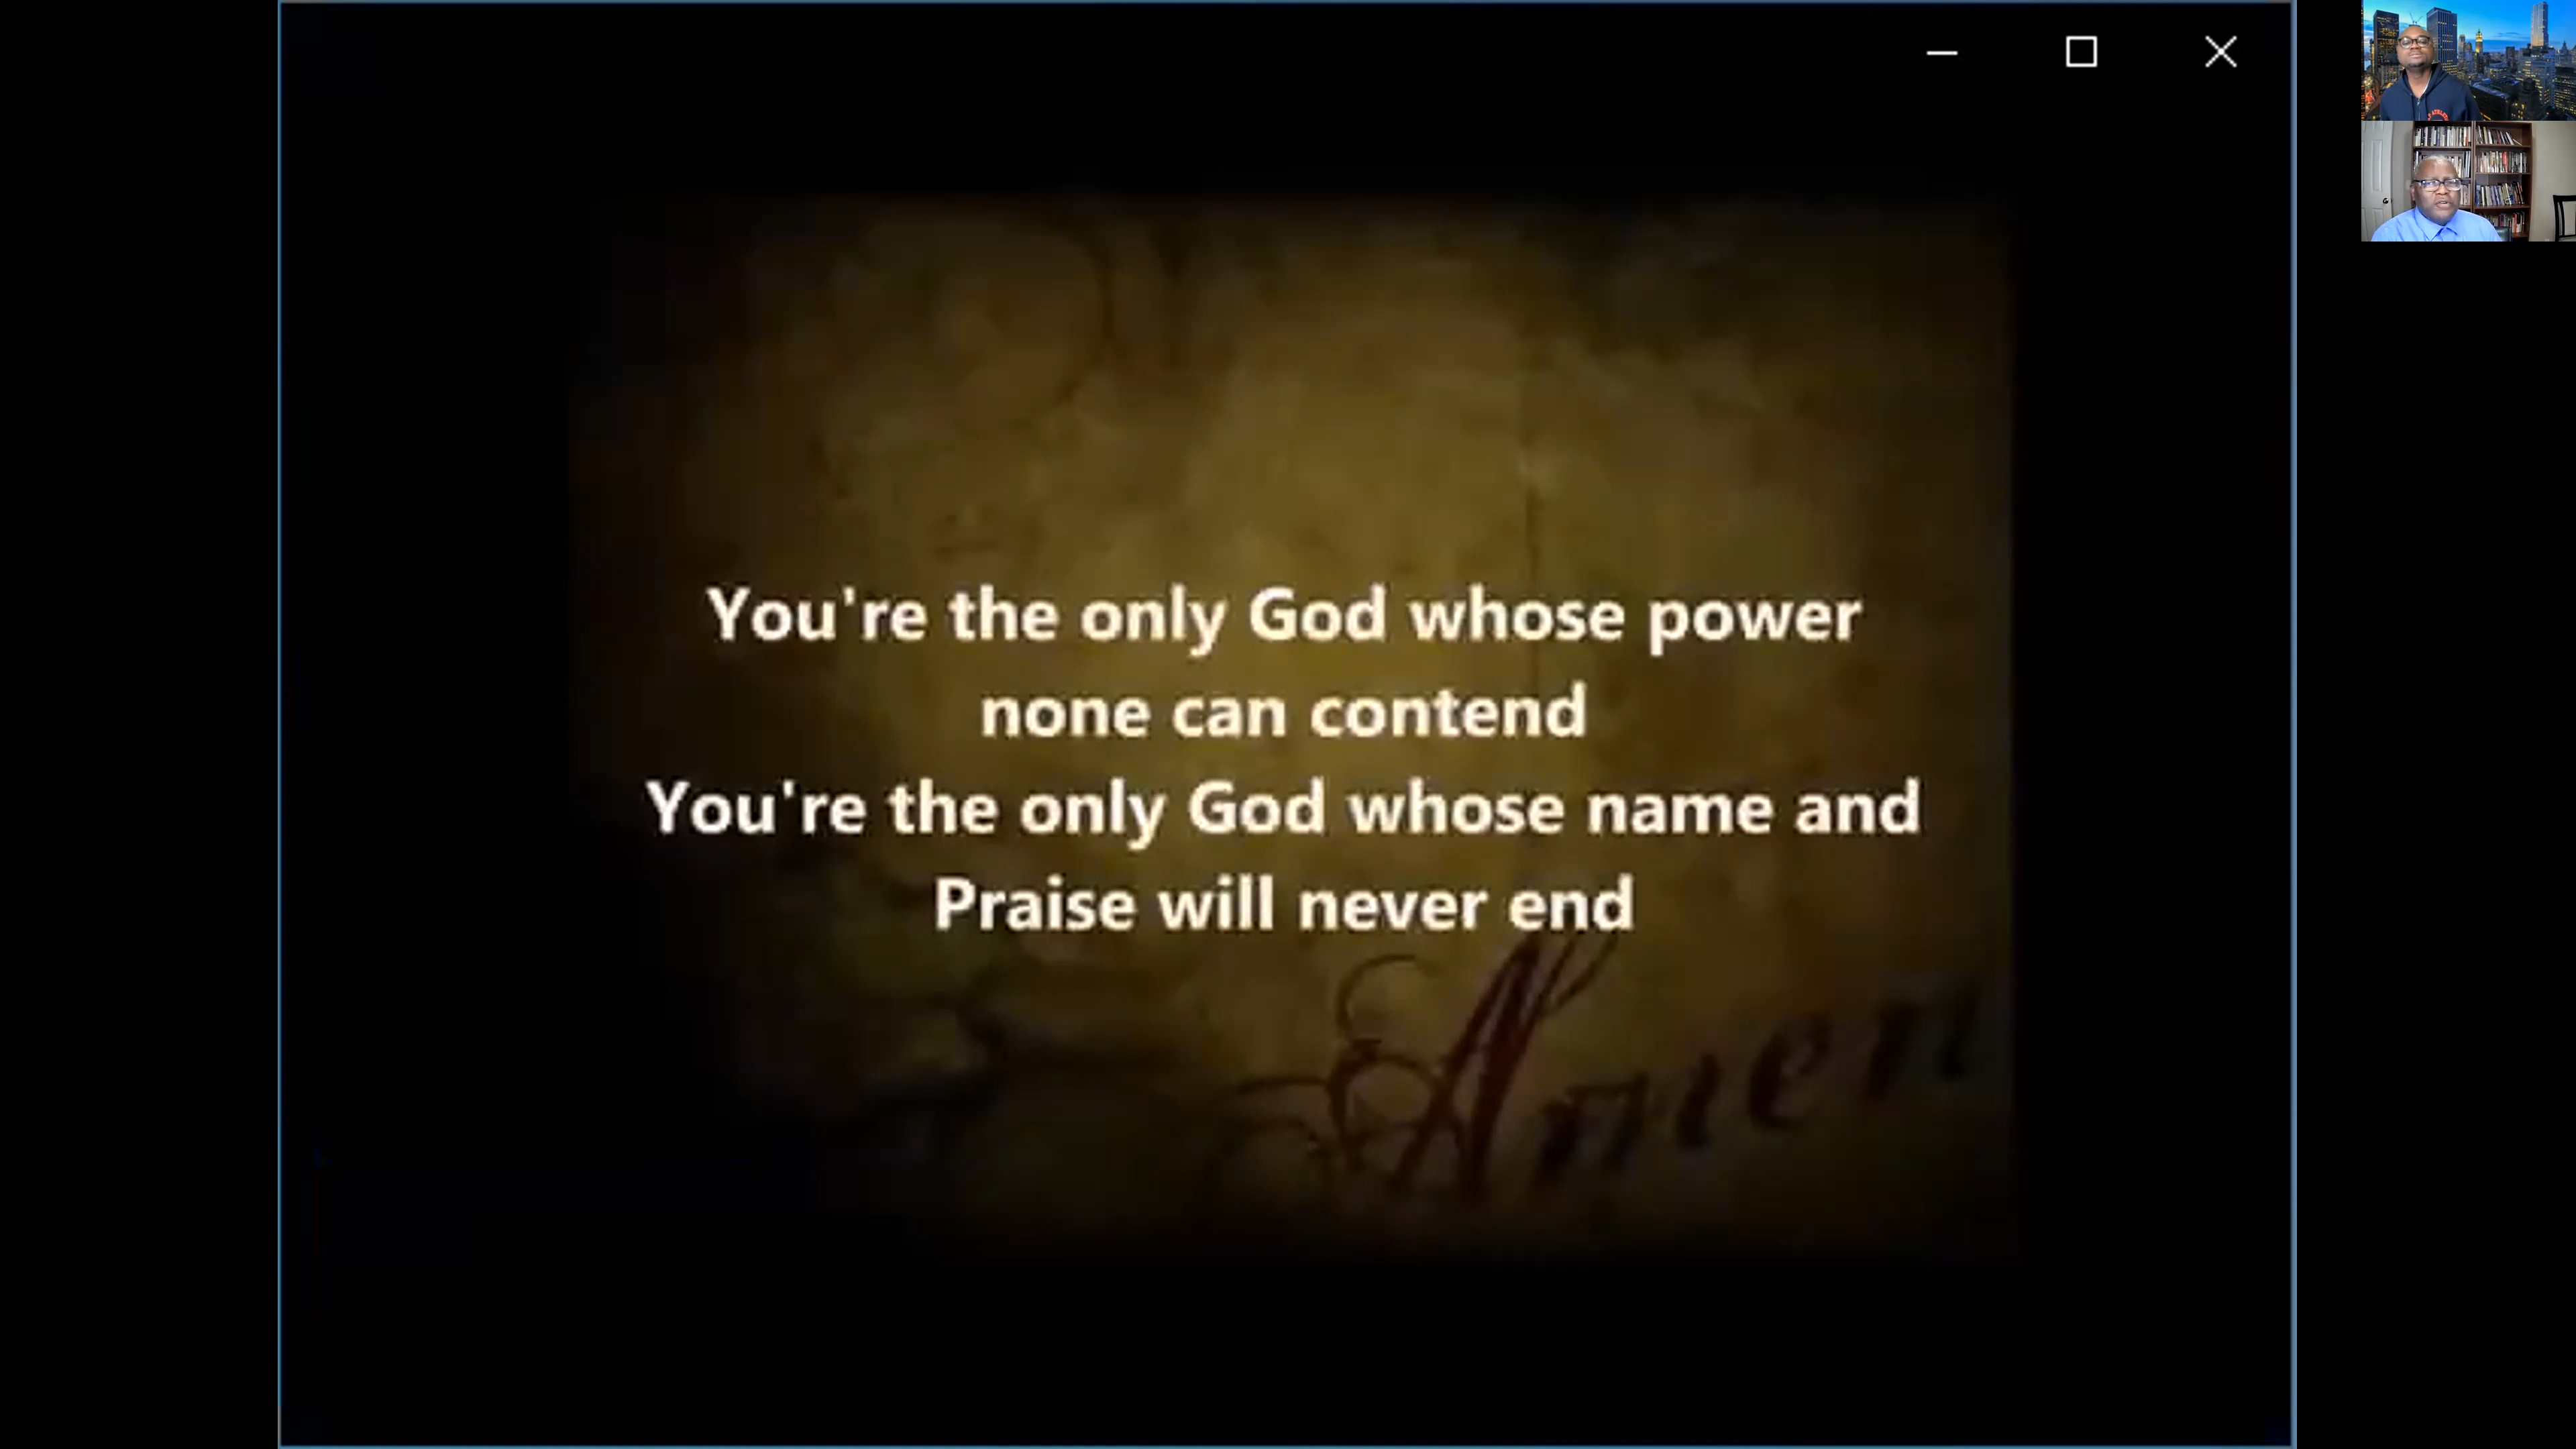 You're the only God whose power
none can contend
You're the only God whose name and
Praise will never end
Amen